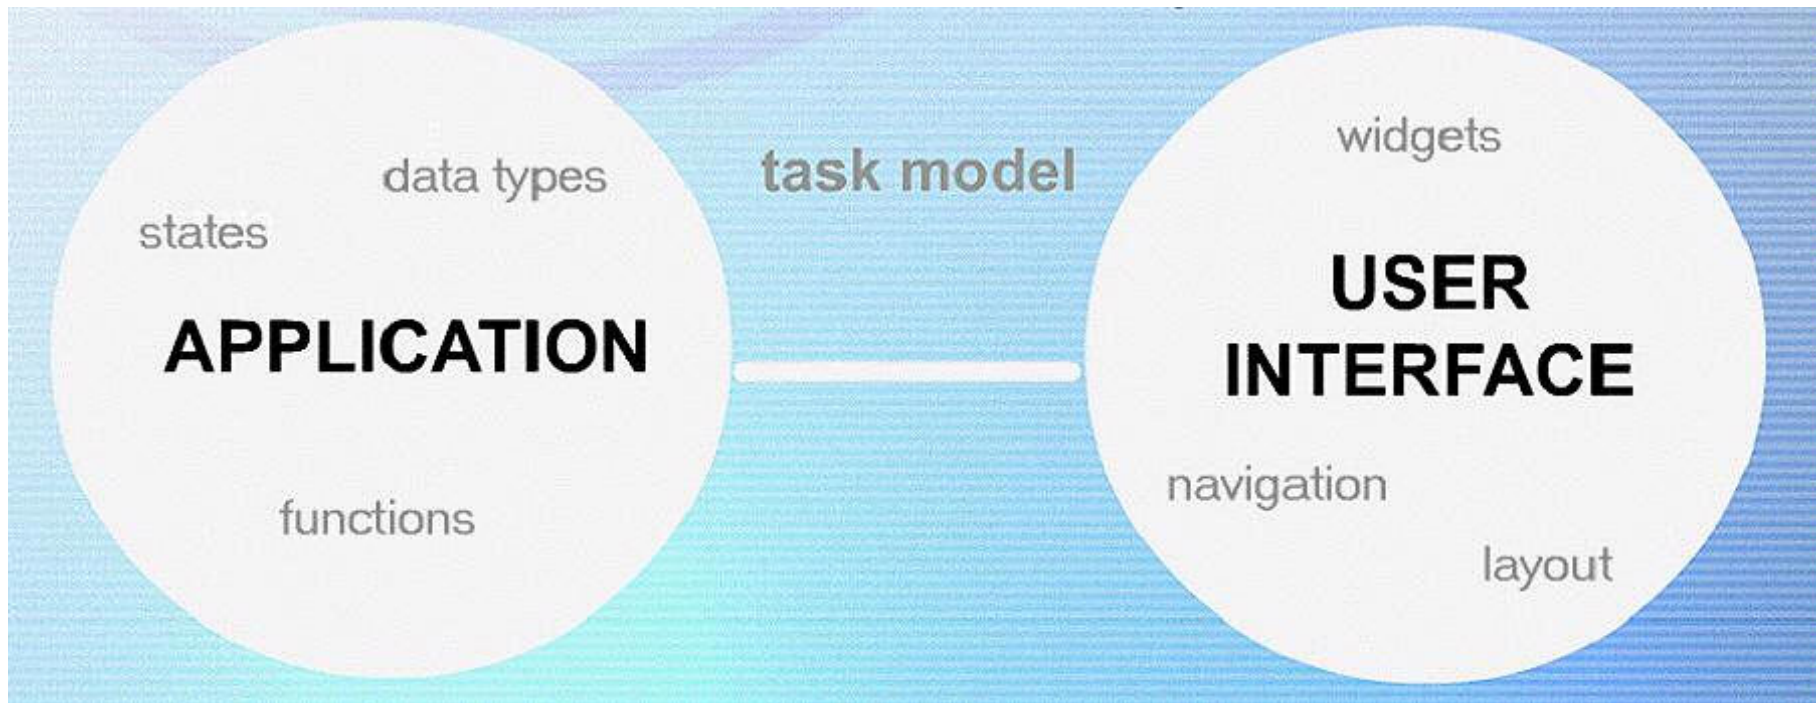 data types
states
APPLICATION
functions
task model
widgets
USER
INTERFACE
navigation
layout